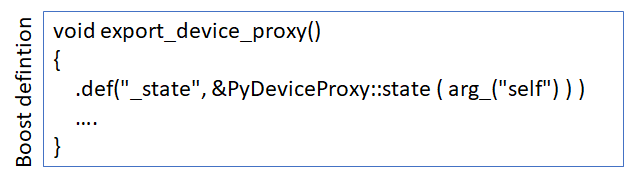 Boost defintion
void export_device_proxy()
{
.def("_state", &PyDeviceProxy::state ( arg_("self") ) )
....
}